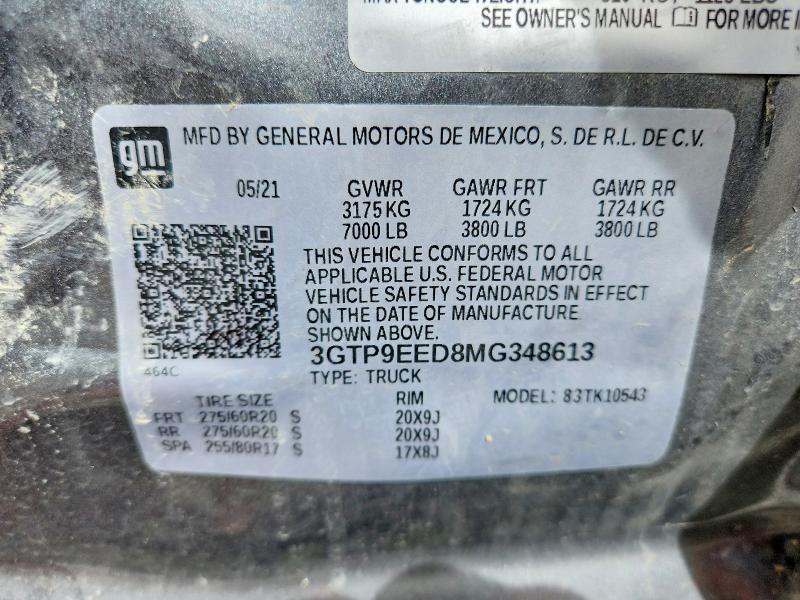 SEE OWNER'S MANUAL FOR MORE
gm
MFD BY GENERAL MOTORS DE MEXICO, S. DE R.L. DE C.V.
05/21 GVWR GAWR FRT GAWR RR
3175 KG 1724 KG 1724 KG
7000 LB 3800 LB 3800 LB
THIS VEHICLE CONFORMS TO ALL
APPLICABLE U.S. FEDERAL MOTOR
VEHICLE SAFETY STANDARDS IN EFFECT
ON THE DATE OF MANUFACTURE
SHOWN ABOVE.
3GTP9EED8MG348613
464C
TYPE: TRUCK
TIRE SIZE RIM MODEL: 83TK10543
FRT 275/60R20 S 20X9J
RR 275/60R20 S 20X9J
SPA 255/80R17 S 17X8J